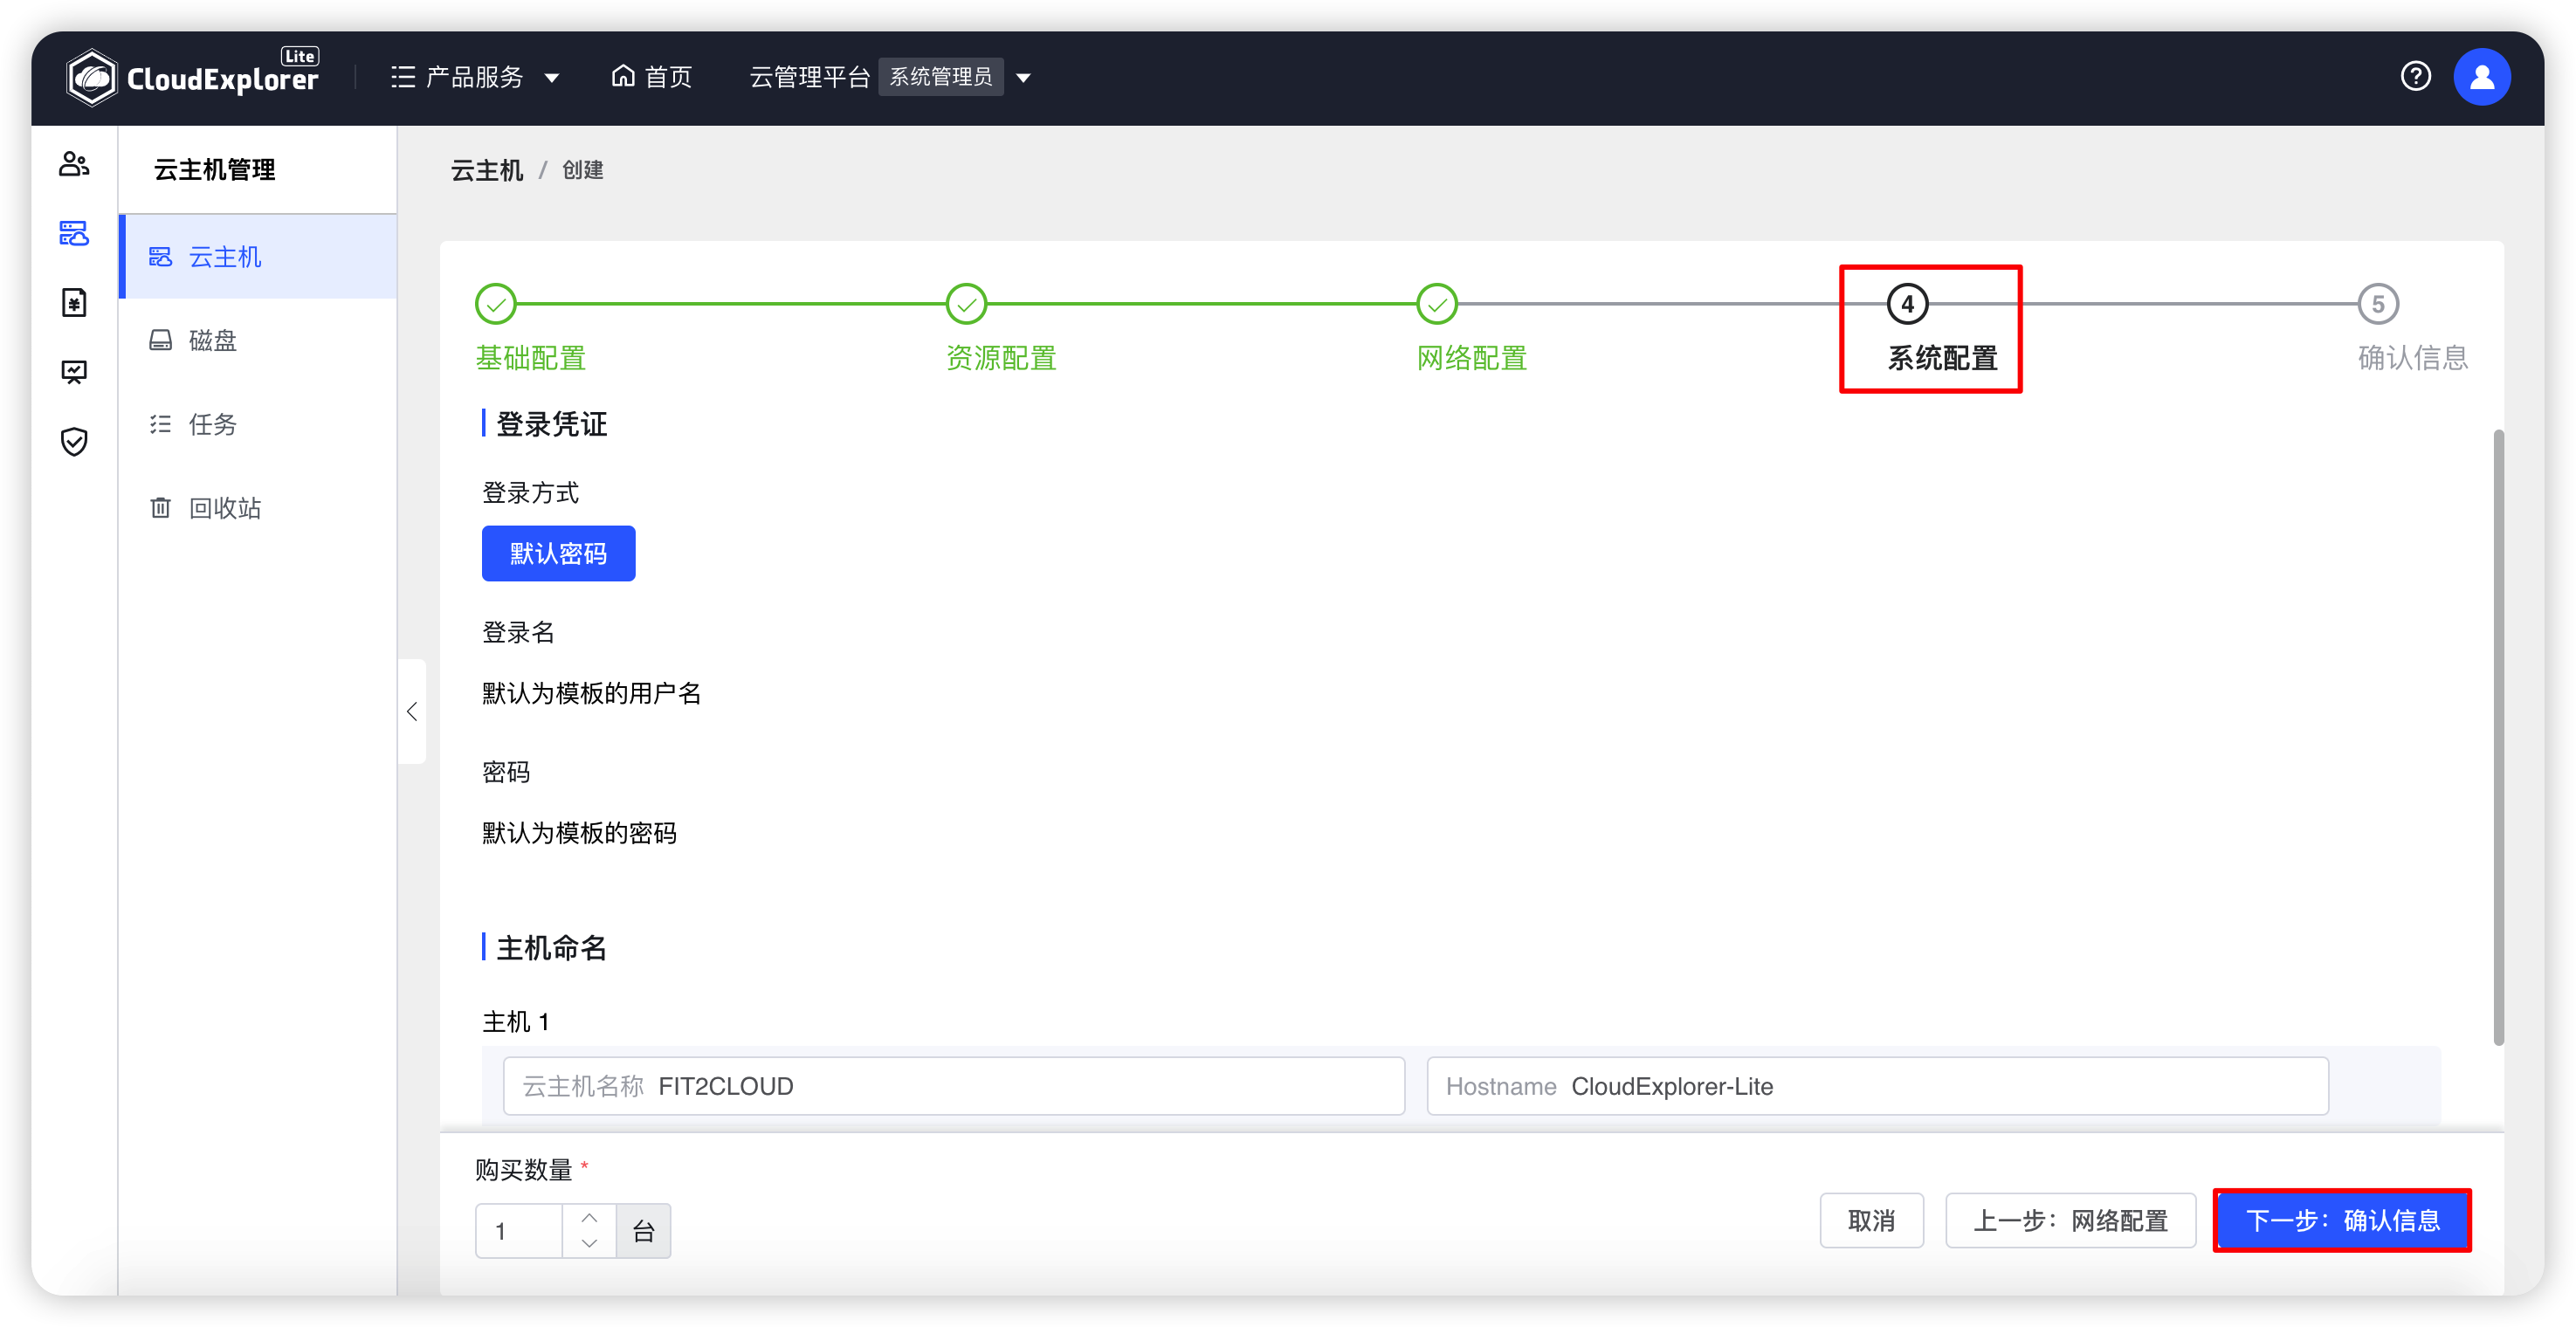 CloudExplorer Lite
产品服务
首页
云管理平台 系统管理员
云主机管理
云主机
磁盘
任务
回收站
云主机 / 创建
4
5
基础配置
资源配置
网络配置
系统配置
确认信息
登录凭证
登录方式
默认密码
登录名
默认为模板的用户名
密码
默认为模板的密码
主机命名
主机 1
云主机名称 FIT2CLOUD
Hostname CloudExplorer-Lite
购买数量 *
1 台
取消
上一步：网络配置
下一步：确认信息